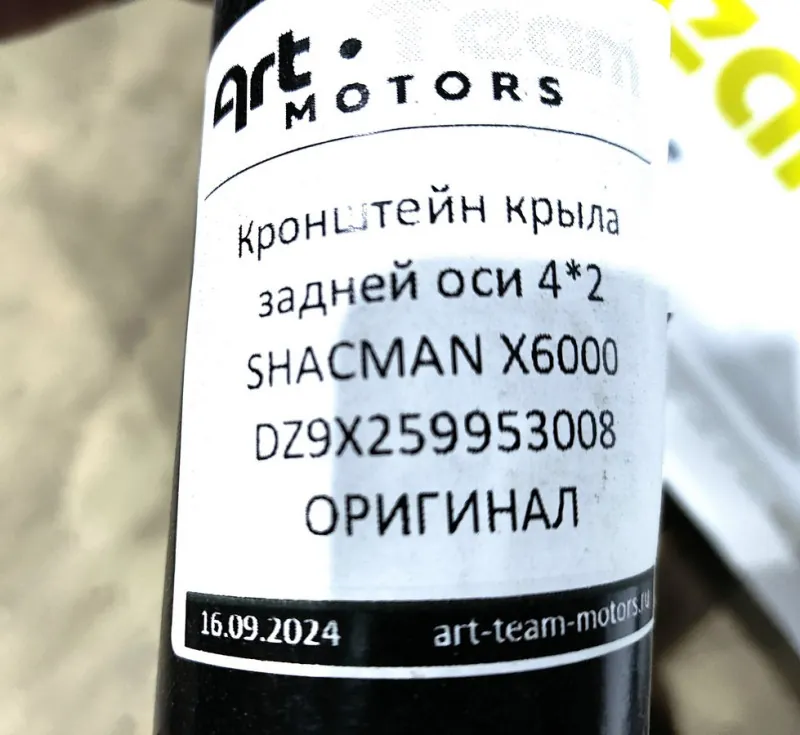 art • Team
MOTORS
Кронштейн крыла
задней оси 4*2
SHACMAN X6000
DZ9X259953008
ОРИГИНАЛ
16.09.2024 art-team-motors.ru